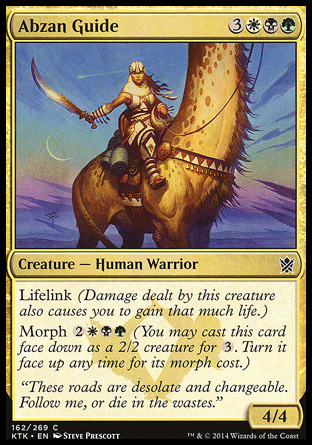 Abzan Guide 3
Creature — Human Warrior
Lifelink (Damage dealt by this creature
also causes you to gain that much life.)
Morph 2 (You may cast this card
face down as a 2/2 creature for 3. Turn it
face up any time for its morph cost.)
“These roads are desolate and changeable.
Follow me, or die in the wastes.”
4/4
162/269 C
KTK • EN Steve Prescott
™ & © 2014 Wizards of the Coast